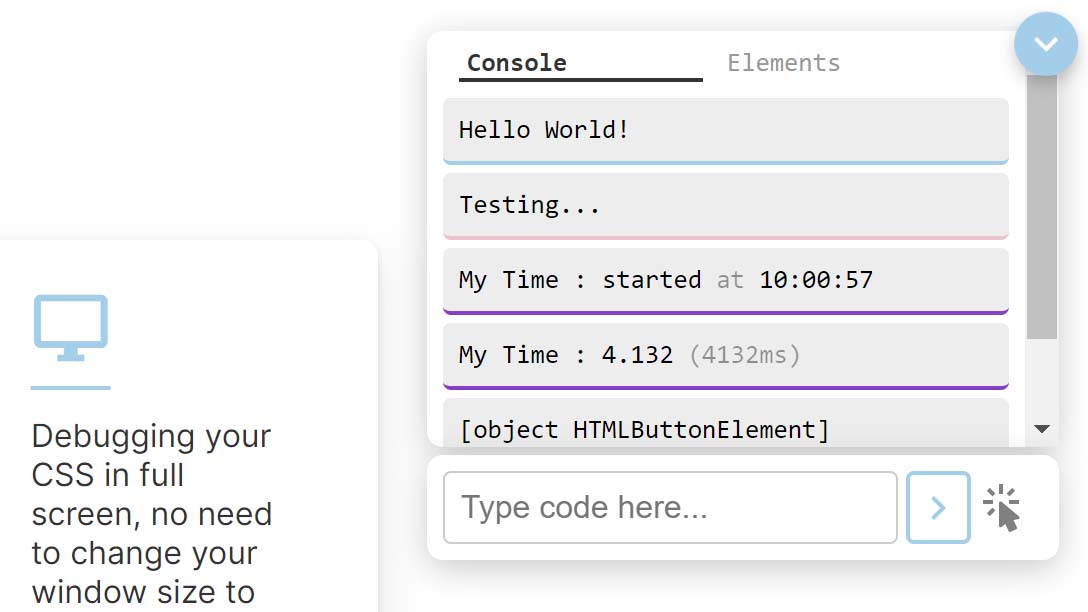 Console
Elements
Hello World!
Testing...
My Time : started at 10:00:57
My Time : 4.132 (4132ms)
[object HTMLButtonElement]
Type code here...
Debugging your
CSS in full
screen, no need
to change your
window size to